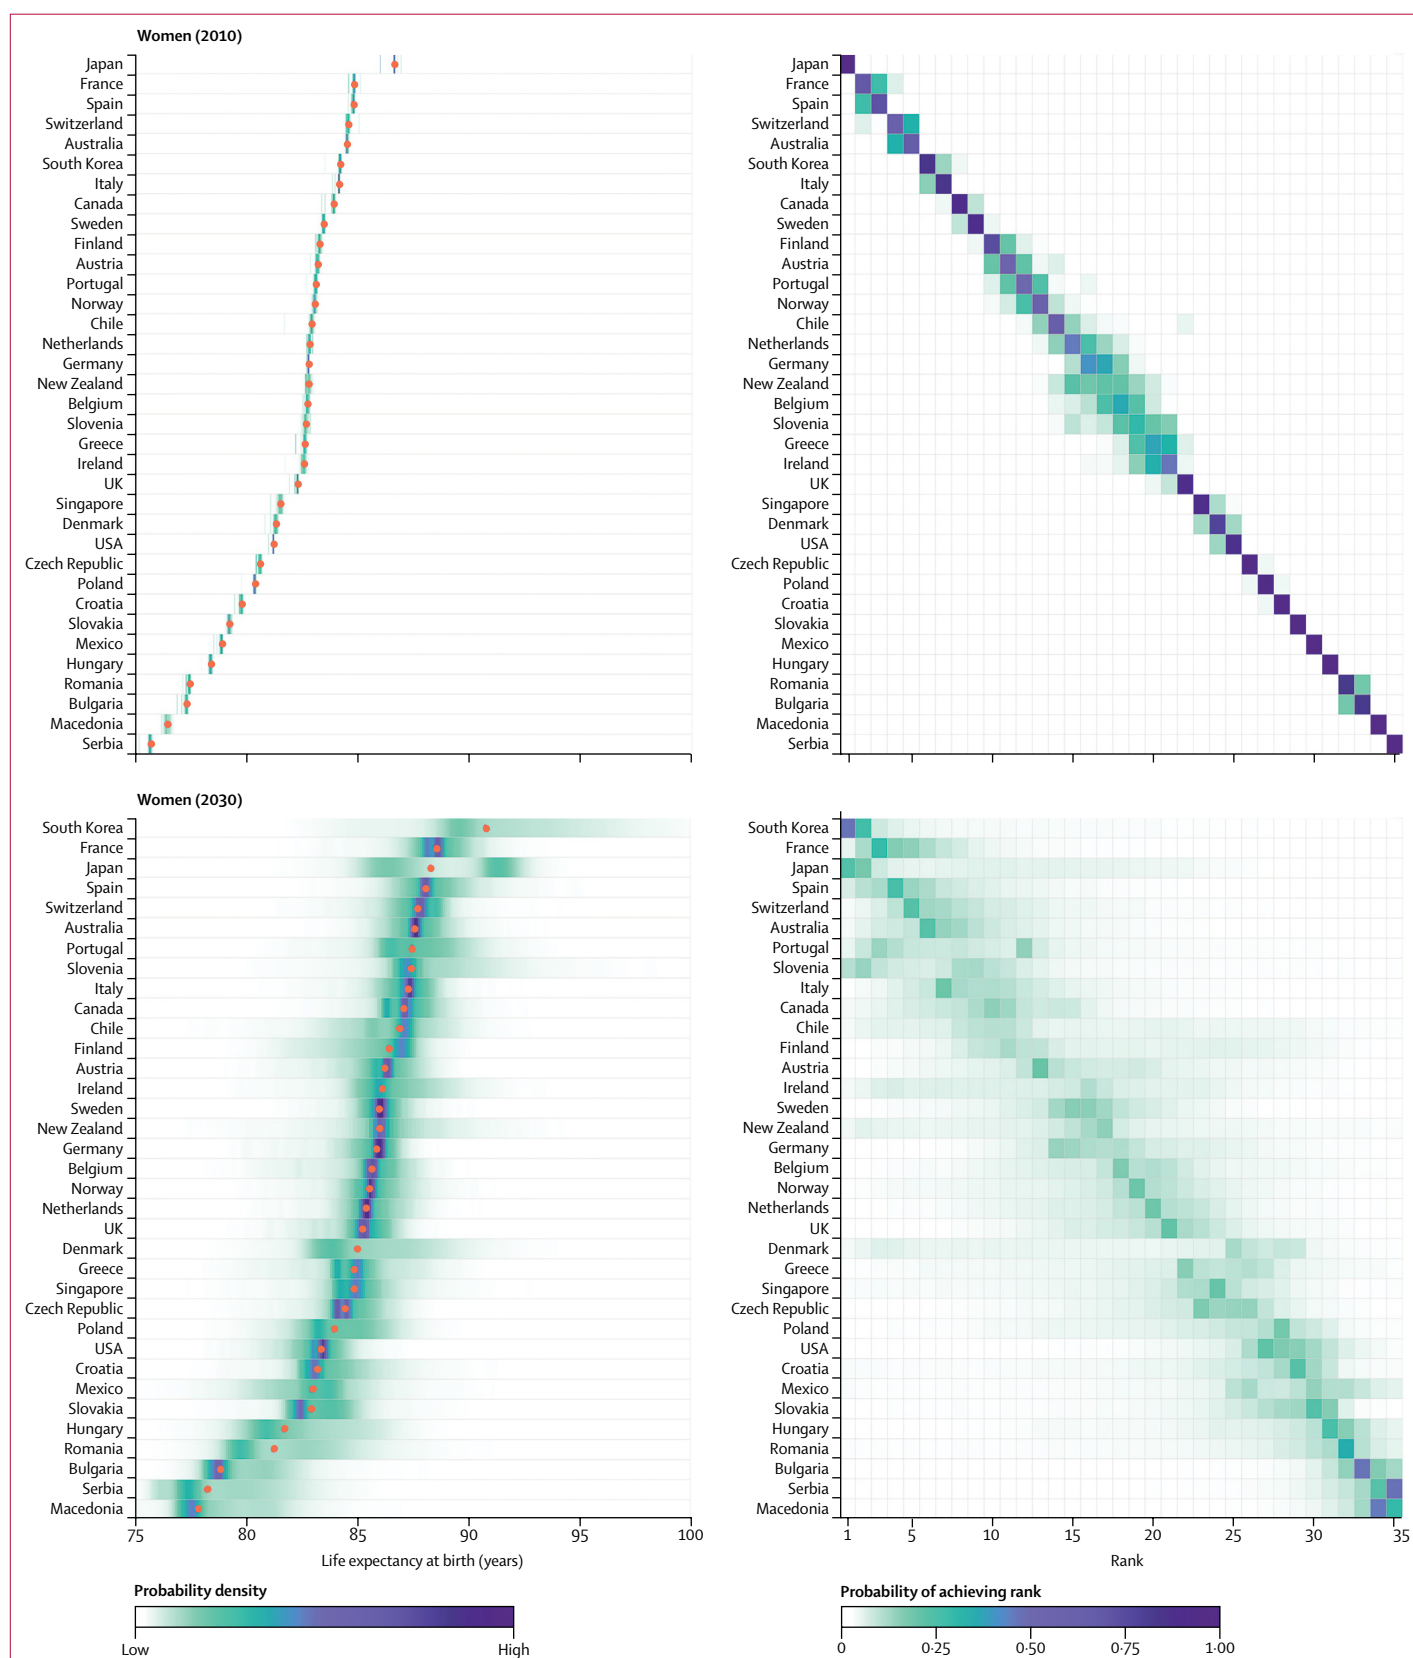 Women (2010)
Japan
France
Spain
Switzerland
Australia
South Korea
Italy
Canada
Sweden
Finland
Austria
Portugal
Norway
Chile
Netherlands
Germany
New Zealand
Belgium
Slovenia
Greece
Ireland
UK
Singapore
Denmark
USA
Czech Republic
Poland
Croatia
Slovakia
Mexico
Hungary
Romania
Bulgaria
Macedonia
Serbia
Japan
France
Spain
Switzerland
Australia
South Korea
Italy
Canada
Sweden
Finland
Austria
Portugal
Norway
Chile
Netherlands
Germany
New Zealand
Belgium
Slovenia
Greece
Ireland
UK
Singapore
Denmark
USA
Czech Republic
Poland
Croatia
Slovakia
Mexico
Hungary
Romania
Bulgaria
Macedonia
Serbia
Women (2030)
South Korea
France
Japan
Spain
Switzerland
Australia
Portugal
Slovenia
Italy
Canada
Chile
Finland
Austria
Ireland
Sweden
New Zealand
Germany
Belgium
Norway
Netherlands
UK
Denmark
Greece
Singapore
Czech Republic
Poland
USA
Croatia
Mexico
Slovakia
Hungary
Romania
Bulgaria
Serbia
Macedonia
75 80 85 90 95 100
Life expectancy at birth (years)
South Korea
France
Japan
Spain
Switzerland
Australia
Portugal
Slovenia
Italy
Canada
Chile
Finland
Austria
Ireland
Sweden
New Zealand
Germany
Belgium
Norway
Netherlands
UK
Denmark
Greece
Singapore
Czech Republic
Poland
USA
Croatia
Mexico
Slovakia
Hungary
Romania
Bulgaria
Serbia
Macedonia
1 5 10 15 20 25 30 35
Rank
Probability density
Low High
Probability of achieving rank
0 0·25 0·50 0·75 1·00